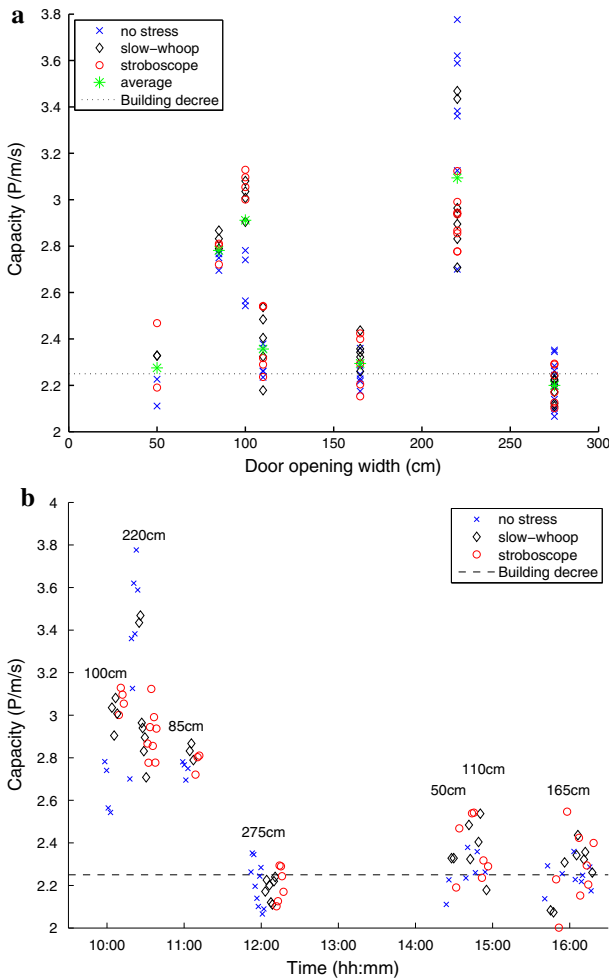 a
no stress
slow−whoop
stroboscope
average
Building decree
3.8
3.6
3.4
3.2
3
2.8
2.6
2.4
2.2
2
Capacity (P/m/s)
0 50 100 150 200 250 300
Door opening width (cm)
b
no stress
slow−whoop
stroboscope
Building decree
4
3.8
3.6
3.4
3.2
3
2.8
2.6
2.4
2.2
2
Capacity (P/m/s)
220cm
100cm
85cm
275cm
50cm
110cm
165cm
10:00 11:00 12:00 13:00 14:00 15:00 16:00
Time (hh:mm)